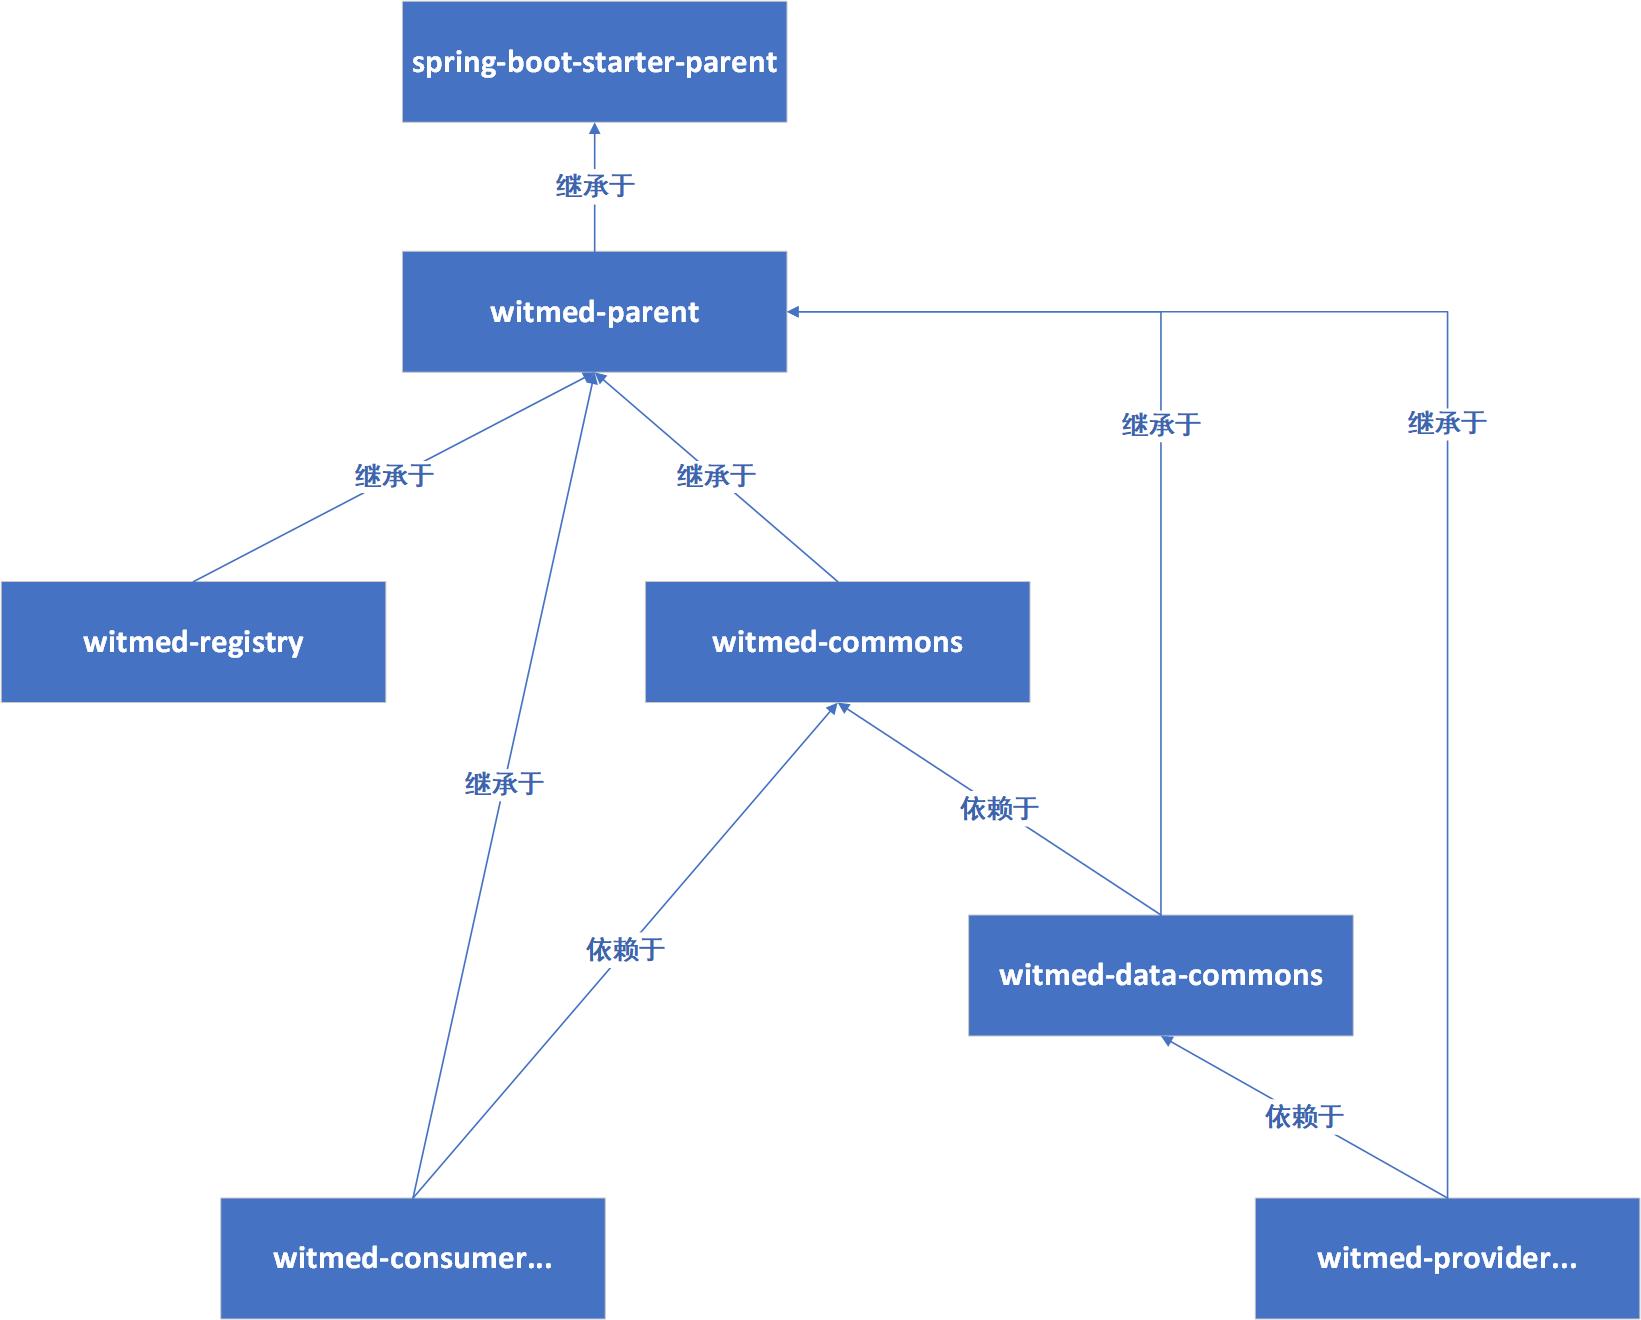 spring-boot-starter-parent
继承于
witmed-parent
继承于
继承于
继承于
继承于
witmed-registry
witmed-commons
继承于
依赖于
依赖于
witmed-data-commons
依赖于
witmed-consumer...
witmed-provider...